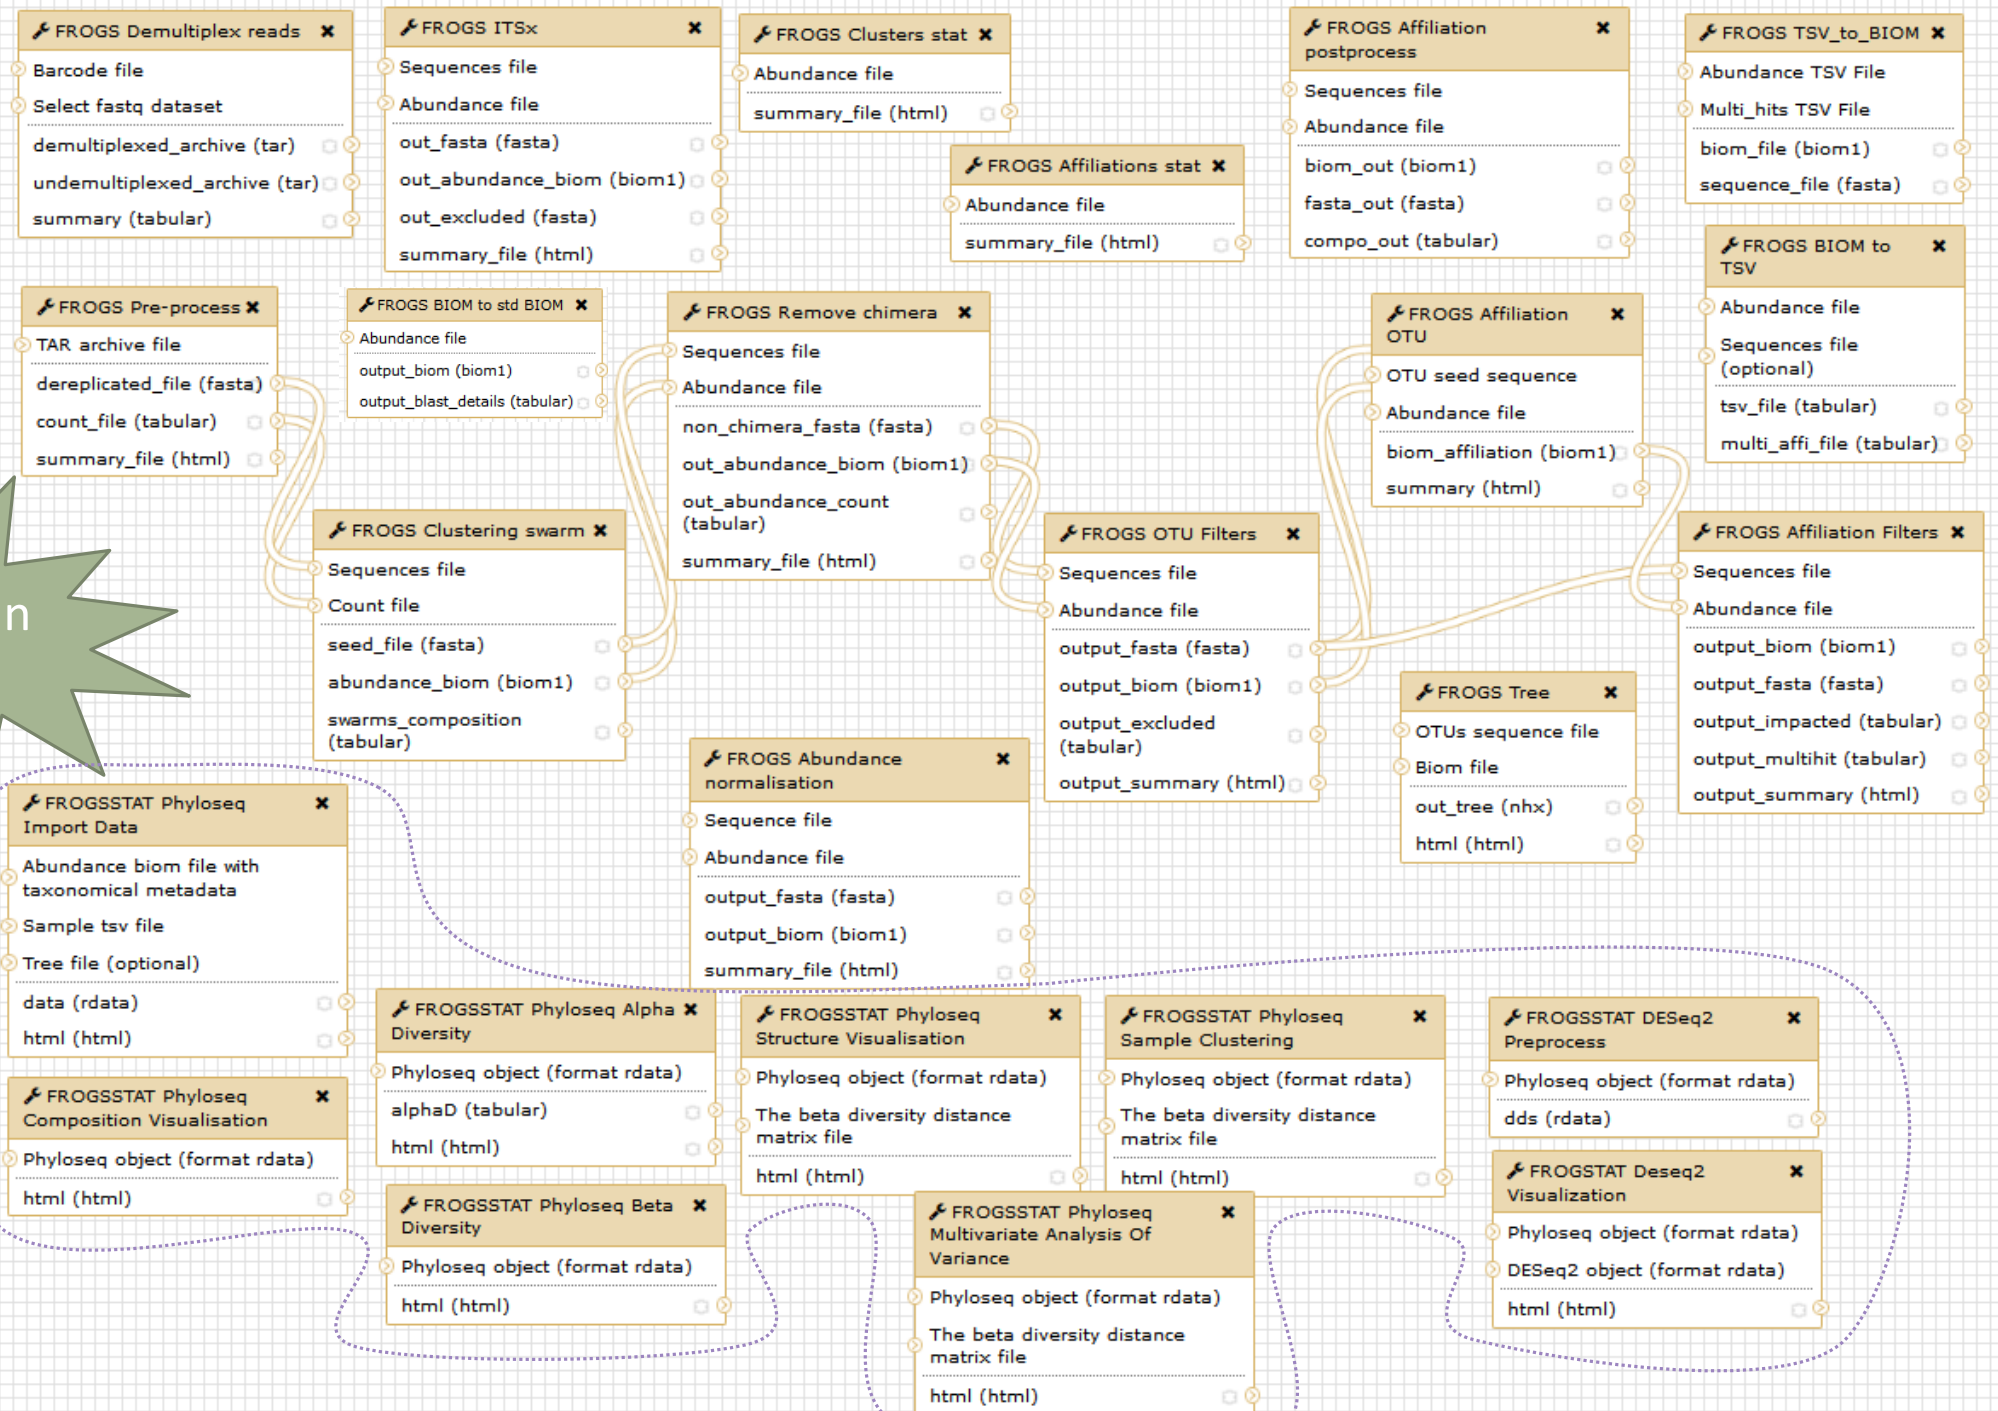 FROGS Demultiplex reads
Barcode file
Select fastq dataset
demultiplexed_archive (tar)
undemultiplexed_archive (tar)
summary (tabular)
FROGS ITSx
Sequences file
Abundance file
out_fasta (fasta)
out_abundance_biom (biom1)
out_excluded (fasta)
summary_file (html)
FROGS Clusters stat
Abundance file
summary_file (html)
FROGS Affiliations stat
Abundance file
summary_file (html)
FROGS Affiliation
postprocess
Sequences file
Abundance file
biom_out (biom1)
fasta_out (fasta)
compo_out (tabular)
FROGS TSV_to_BIOM
Abundance TSV File
Multi_hits TSV File
biom_file (biom1)
sequence_file (fasta)
FROGS BIOM to
TSV
Abundance file
Sequences file
(optional)
tsv_file (tabular)
multi_affi_file (tabular)
FROGS Pre-process
TAR archive file
dereplicated_file (fasta)
count_file (tabular)
summary_file (html)
FROGS BIOM to std BIOM
Abundance file
output_biom (biom1)
output_blast_details (tabular)
FROGS Remove chimera
Sequences file
Abundance file
non_chimera_fasta (fasta)
out_abundance_biom (biom1)
out_abundance_count
(tabular)
summary_file (html)
FROGS Affiliation
OTU
OTU seed sequence
Abundance file
biom_affiliation (biom1)
summary (html)
n
FROGS Clustering swarm
Sequences file
Count file
seed_file (fasta)
abundance_biom (biom1)
swarms_composition
(tabular)
FROGS OTU Filters
Sequences file
Abundance file
output_fasta (fasta)
output_biom (biom1)
output_excluded
(tabular)
output_summary (html)
FROGS Affiliation Filters
Sequences file
Abundance file
output_biom (biom1)
output_fasta (fasta)
output_impacted (tabular)
output_multihit (tabular)
output_summary (html)
FROGS Tree
OTUs sequence file
Biom file
out_tree (nhx)
html (html)
FROGS Abundance
normalisation
Sequence file
Abundance file
output_fasta (fasta)
output_biom (biom1)
summary_file (html)
FROGSSTAT Phyloseq
Import Data
Abundance biom file with
taxonomical metadata
Sample tsv file
Tree file (optional)
data (rdata)
html (html)
FROGSSTAT Phyloseq
Composition Visualisation
Phyloseq object (format rdata)
html (html)
FROGSSTAT Phyloseq Alpha
Diversity
Phyloseq object (format rdata)
alphaD (tabular)
html (html)
FROGSSTAT Phyloseq Beta
Diversity
Phyloseq object (format rdata)
html (html)
FROGSSTAT Phyloseq
Structure Visualisation
Phyloseq object (format rdata)
The beta diversity distance
matrix file
html (html)
FROGSSTAT Phyloseq
Sample Clustering
Phyloseq object (format rdata)
The beta diversity distance
matrix file
html (html)
FROGSSTAT Phyloseq
Multivariate Analysis Of
Variance
Phyloseq object (format rdata)
The beta diversity distance
matrix file
html (html)
FROGSSTAT DESeq2
Preprocess
Phyloseq object (format rdata)
dds (rdata)
FROGSTAT Deseq2
Visualization
Phyloseq object (format rdata)
DESeq2 object (format rdata)
html (html)